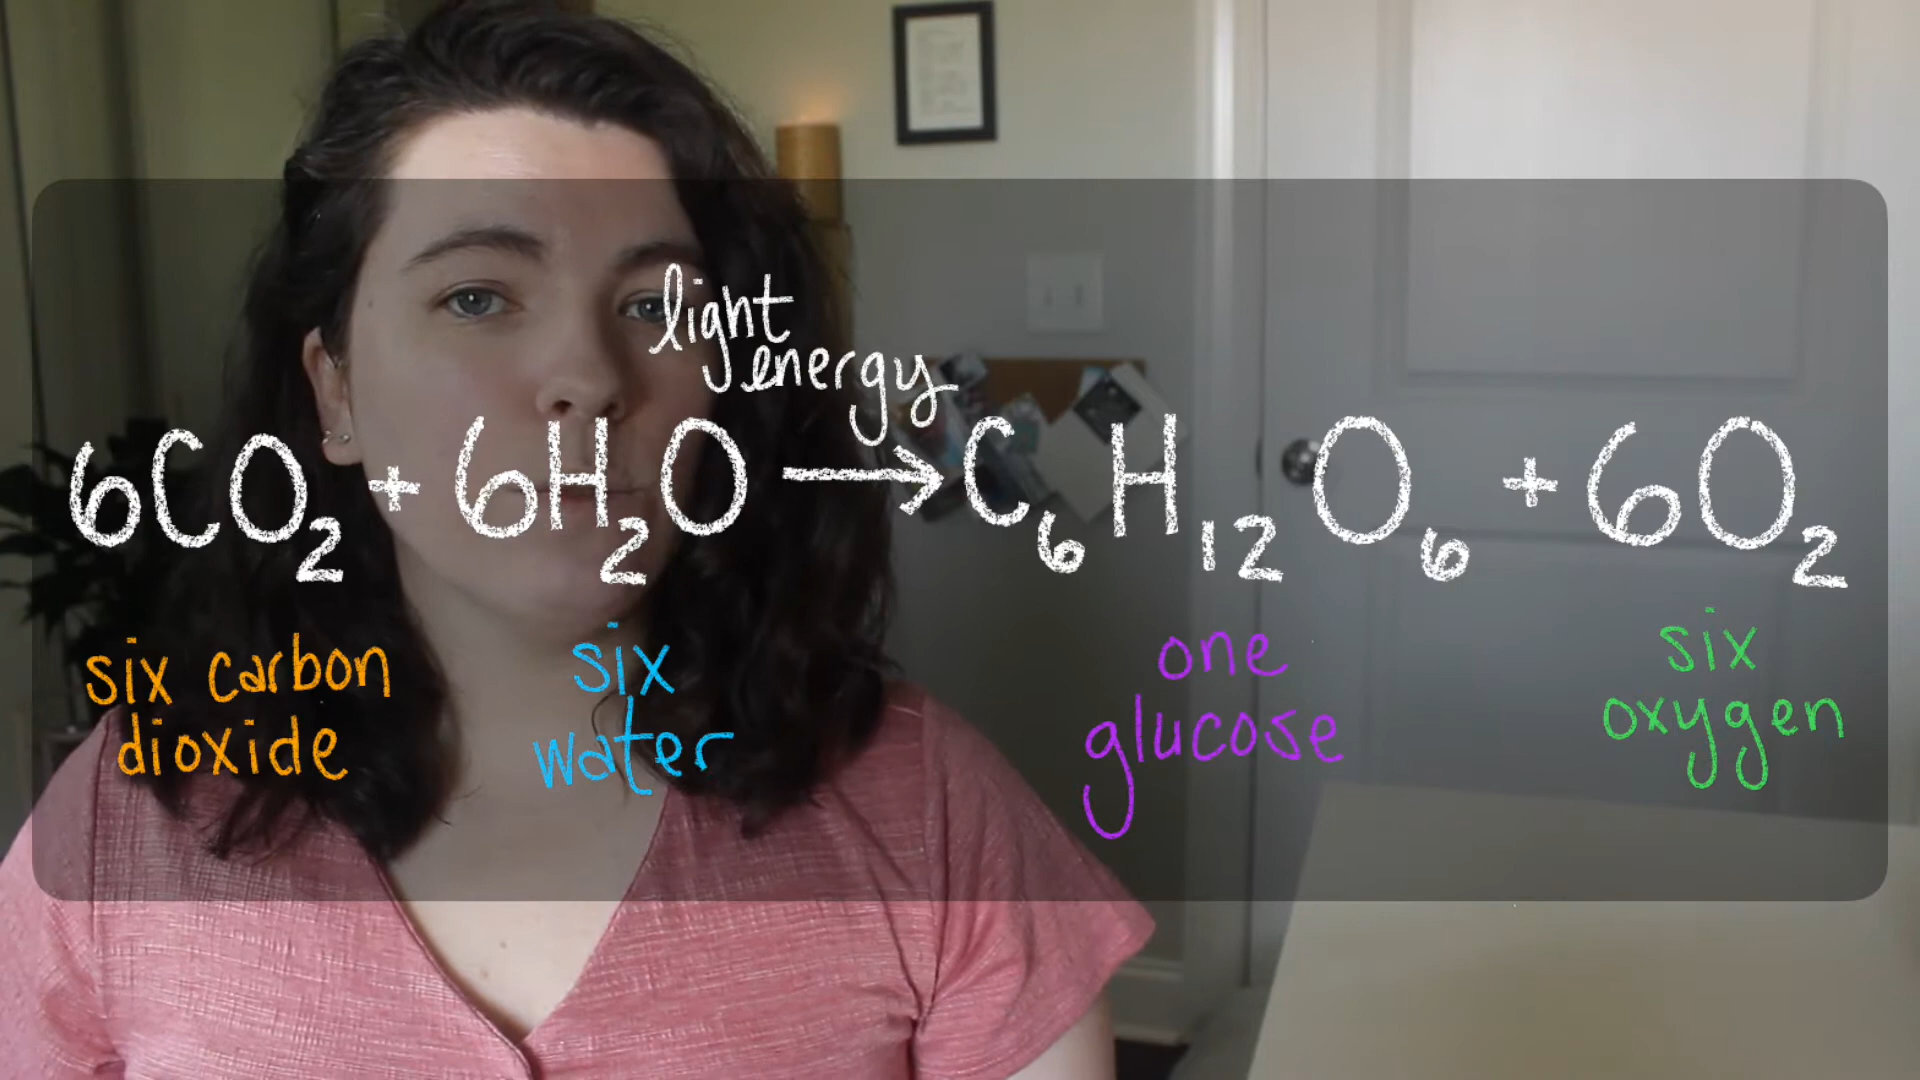 light
energy
6CO₂ + 6H₂O → C₆H₁₂O₆ + 6O₂
six carbon
dioxide
six
water
one
glucose
six
oxygen